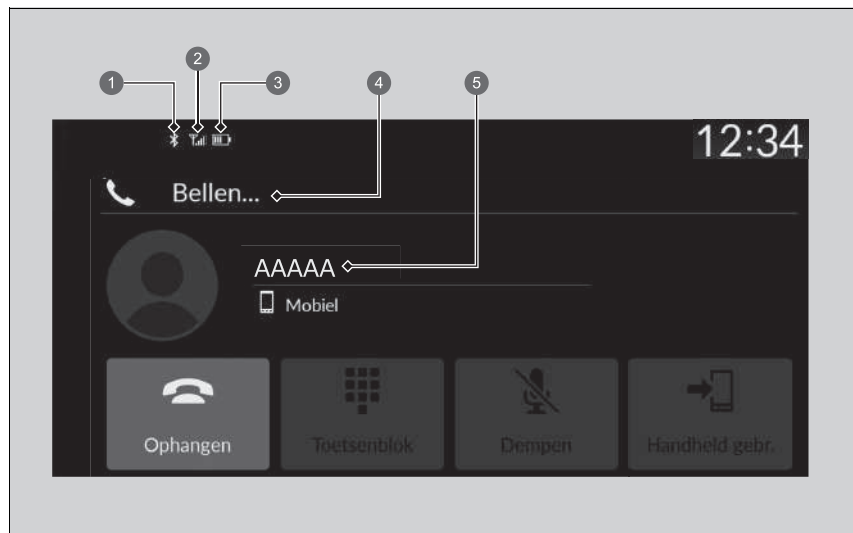 1 2 3 4 5
12:34
Bellen...
AAAAA
Mobiel
Ophangen Toetsenblok Dempen Handheld gebr.